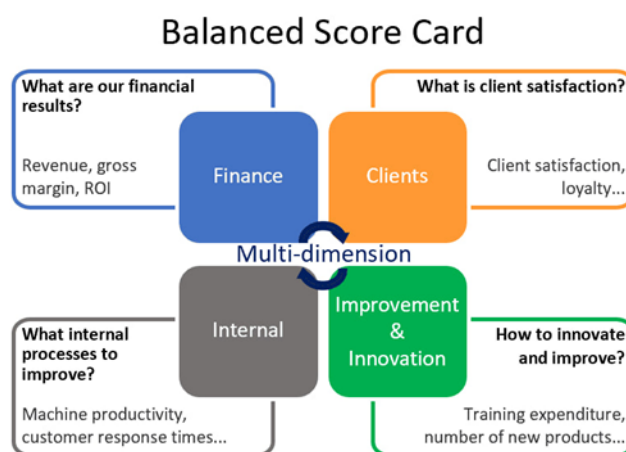 Balanced Score Card
What are our financial
results?
Revenue, gross
margin, ROI
Finance
Clients
What is client satisfaction?
Client satisfaction,
loyalty...
Multi-dimension
What internal
processes to
improve?
Machine productivity,
customer response times...
Internal
Improvement
&
Innovation
How to innovate
and improve?
Training expenditure,
number of new products...